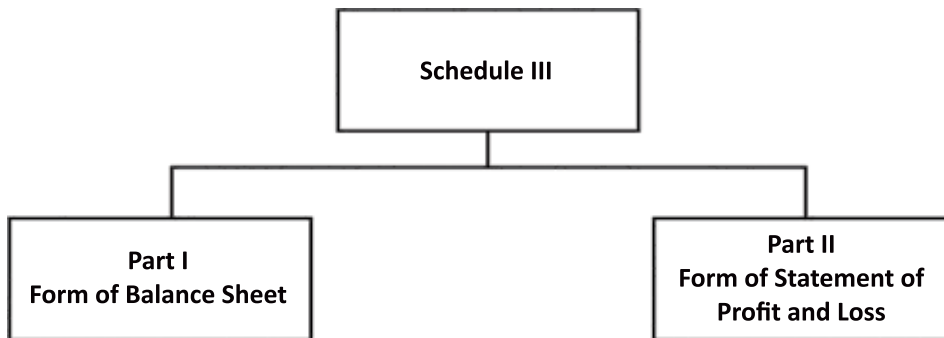 Schedule III
Part I
Form of Balance Sheet
Part II
Form of Statement of
Profit and Loss